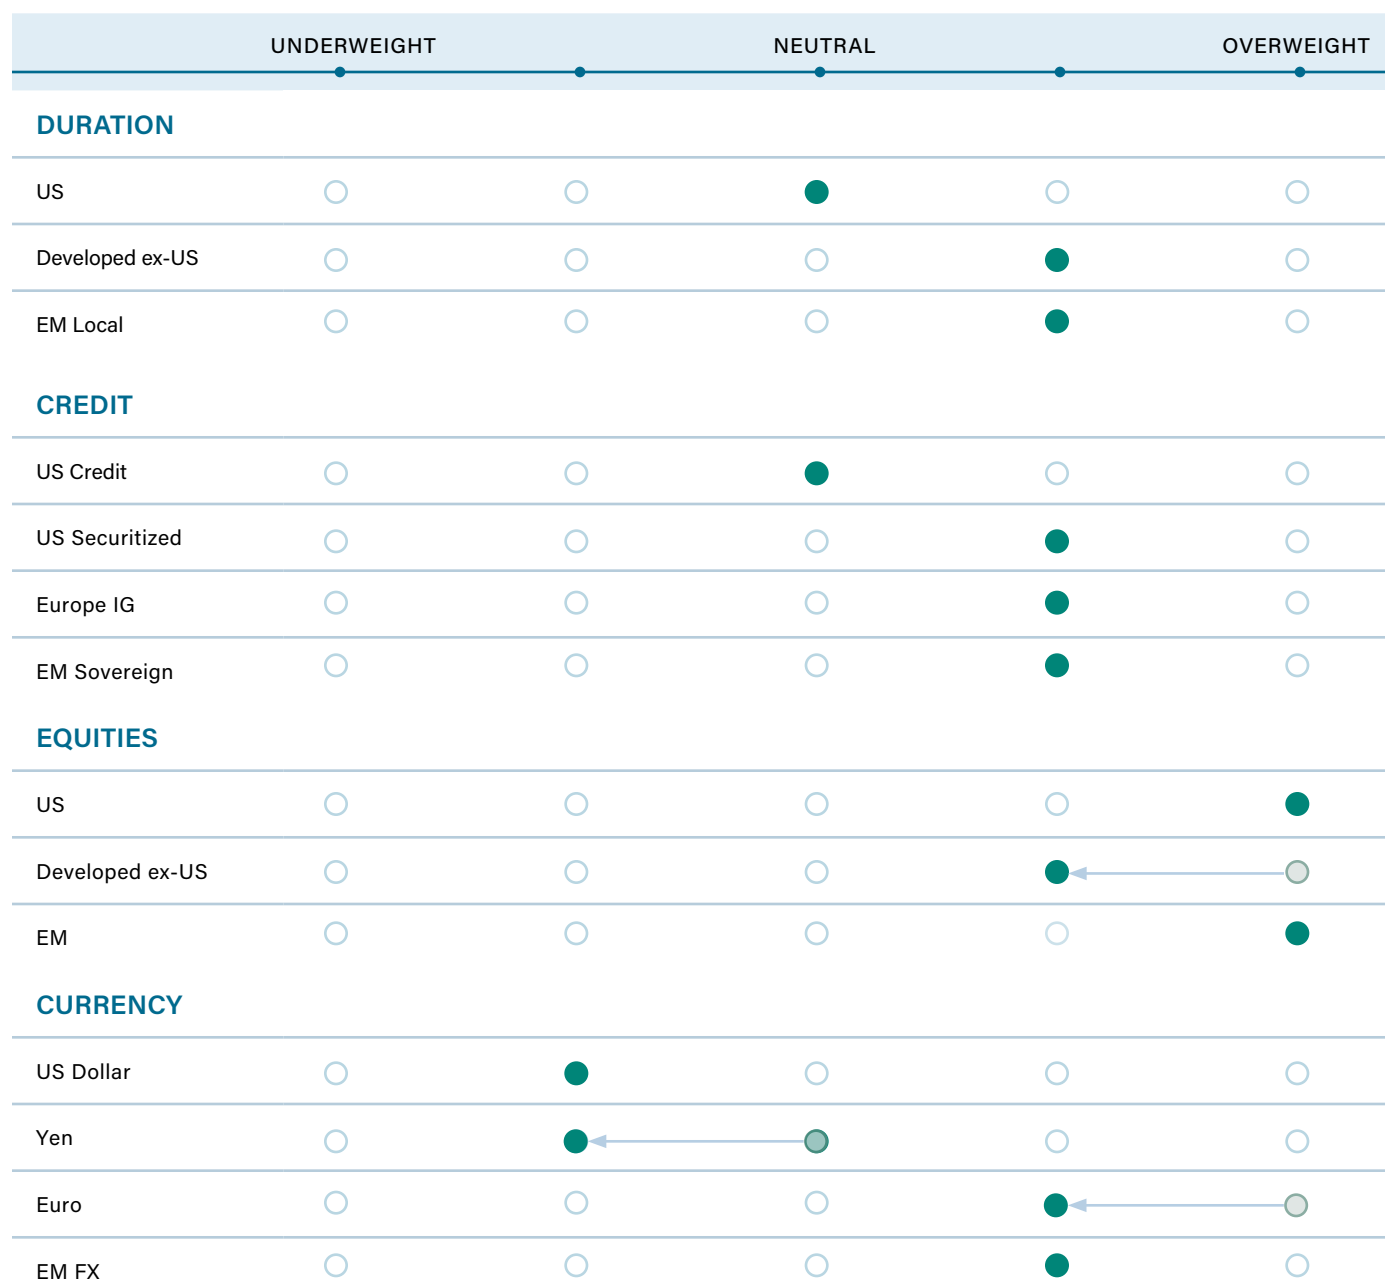 UNDERWEIGHT NEUTRAL OVERWEIGHT
DURATION
US
Developed ex-US
EM Local
CREDIT
US Credit
US Securitized
Europe IG
EM Sovereign
EQUITIES
US
Developed ex-US
EM
CURRENCY
US Dollar
Yen
Euro
EM FX